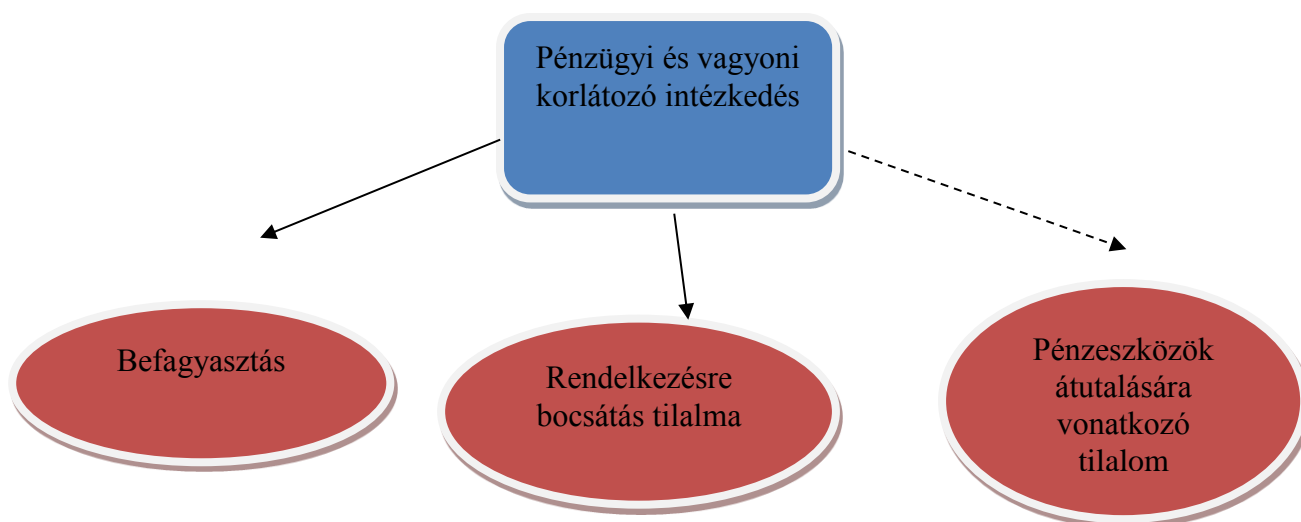 Pénzügyi és vagyoni
korlátozó intézkedés
Befagyasztás
Rendelkezésre
bocsátás tilalma
Pénzeszközök
átutalására
vonatkozó
tilalom